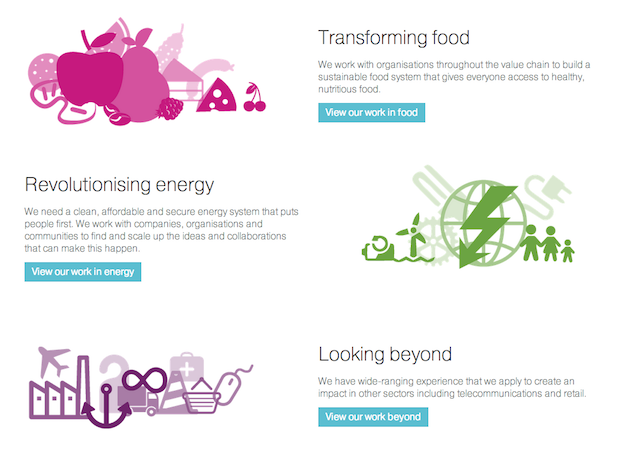 Transforming food
We work with organisations throughout the value chain to build a
sustainable food system that gives everyone access to healthy,
nutritious food.
View our work in food
Revolutionising energy
We need a clean, affordable and secure energy system that puts
people first. We work with companies, organisations and
communities to find and scale up the ideas and collaborations
that can make this happen.
View our work in energy
Looking beyond
We have wide-ranging experience that we apply to create an
impact in other sectors including telecommunications and retail.
View our work beyond